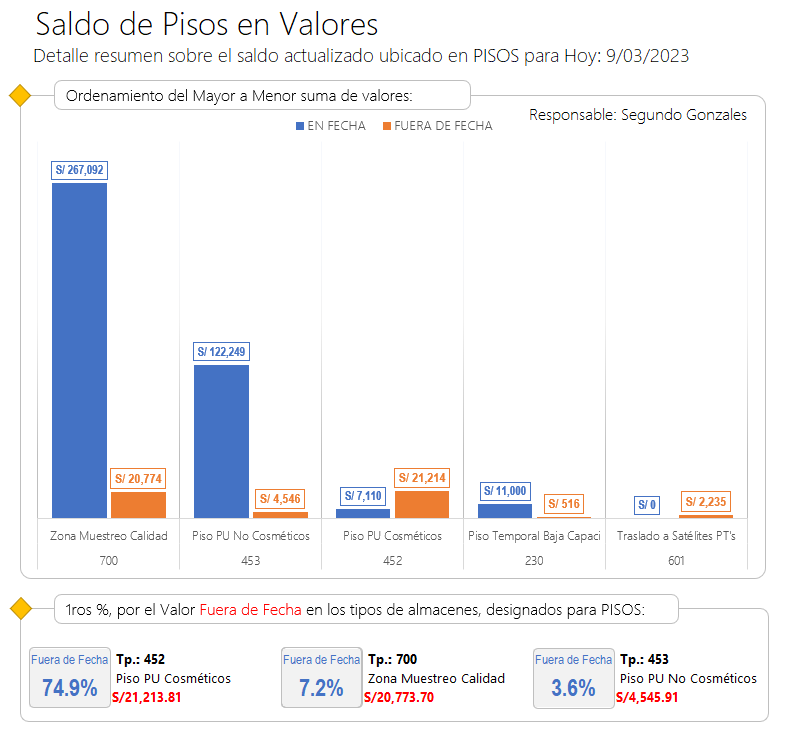 Saldo de Pisos en Valores
Detalle resumen sobre el saldo actualizado ubicado en PISOS para Hoy: 9/03/2023
Ordenamiento del Mayor a Menor suma de valores:
Responsable: Segundo Gonzales
EN FECHA FUERA DE FECHA
S/ 267,092
S/ 122,249
S/ 20,774
S/ 4,546
S/ 7,110
S/ 21,214
S/ 11,000
S/ 516
S/ 0
S/ 2,235
Zona Muestreo Calidad Piso PU No Cosméticos Piso PU Cosméticos Piso Temporal Baja Capaci Traslado a Satélites PT's
700 453 452 230 601
1ros %, por el Valor Fuera de Fecha en los tipos de almacenes, designados para PISOS:
Fuera de Fecha
74.9%
Tp.: 452
Piso PU Cosméticos
S/21,213.81
Fuera de Fecha
7.2%
Tp.: 700
Zona Muestreo Calidad
S/20,773.70
Fuera de Fecha
3.6%
Tp.: 453
Piso PU No Cosméticos
S/4,545.91